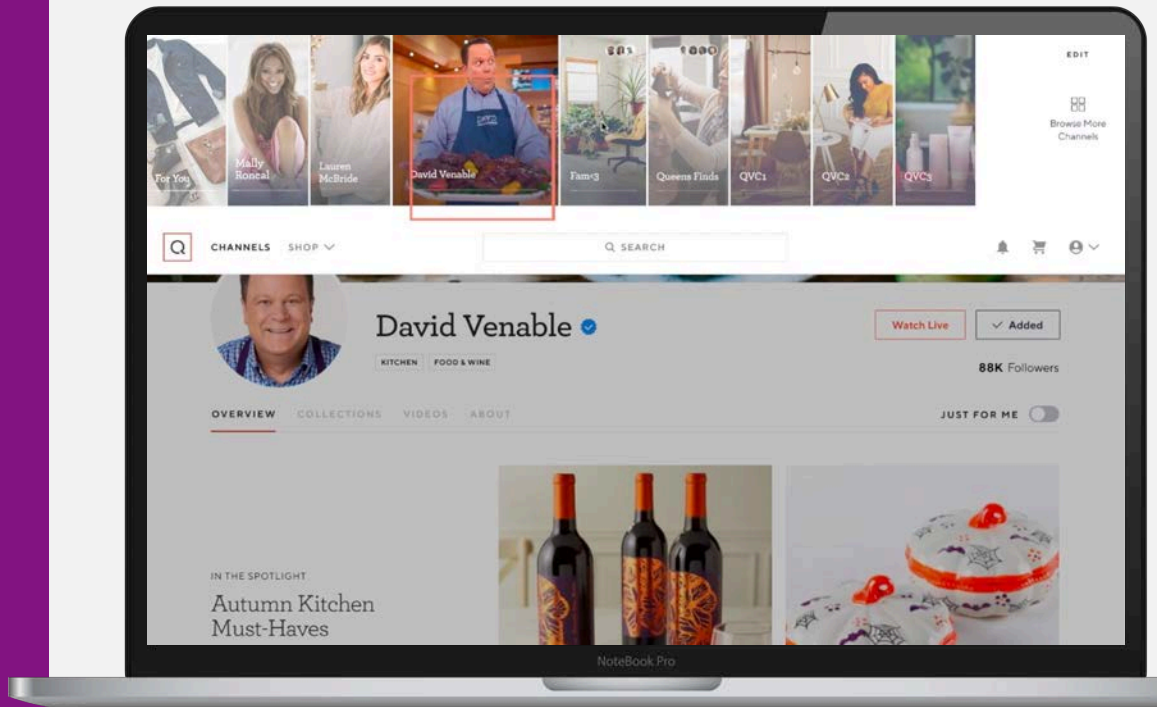 EDIT
Browse More
Channels
For You
Mally
Roncal
Lauren
McBride
David Venable
Fam<3
Queens Finds
QVC1
QVC2
QVC3
Q
CHANNELS SHOP
SEARCH
David Venable
Watch Live
Added
KITCHEN
FOOD & WINE
88K Followers
OVERVIEW COLLECTIONS VIDEOS ABOUT
JUST FOR ME
IN THE SPOTLIGHT
Autumn Kitchen
Must-Haves
NoteBook Pro